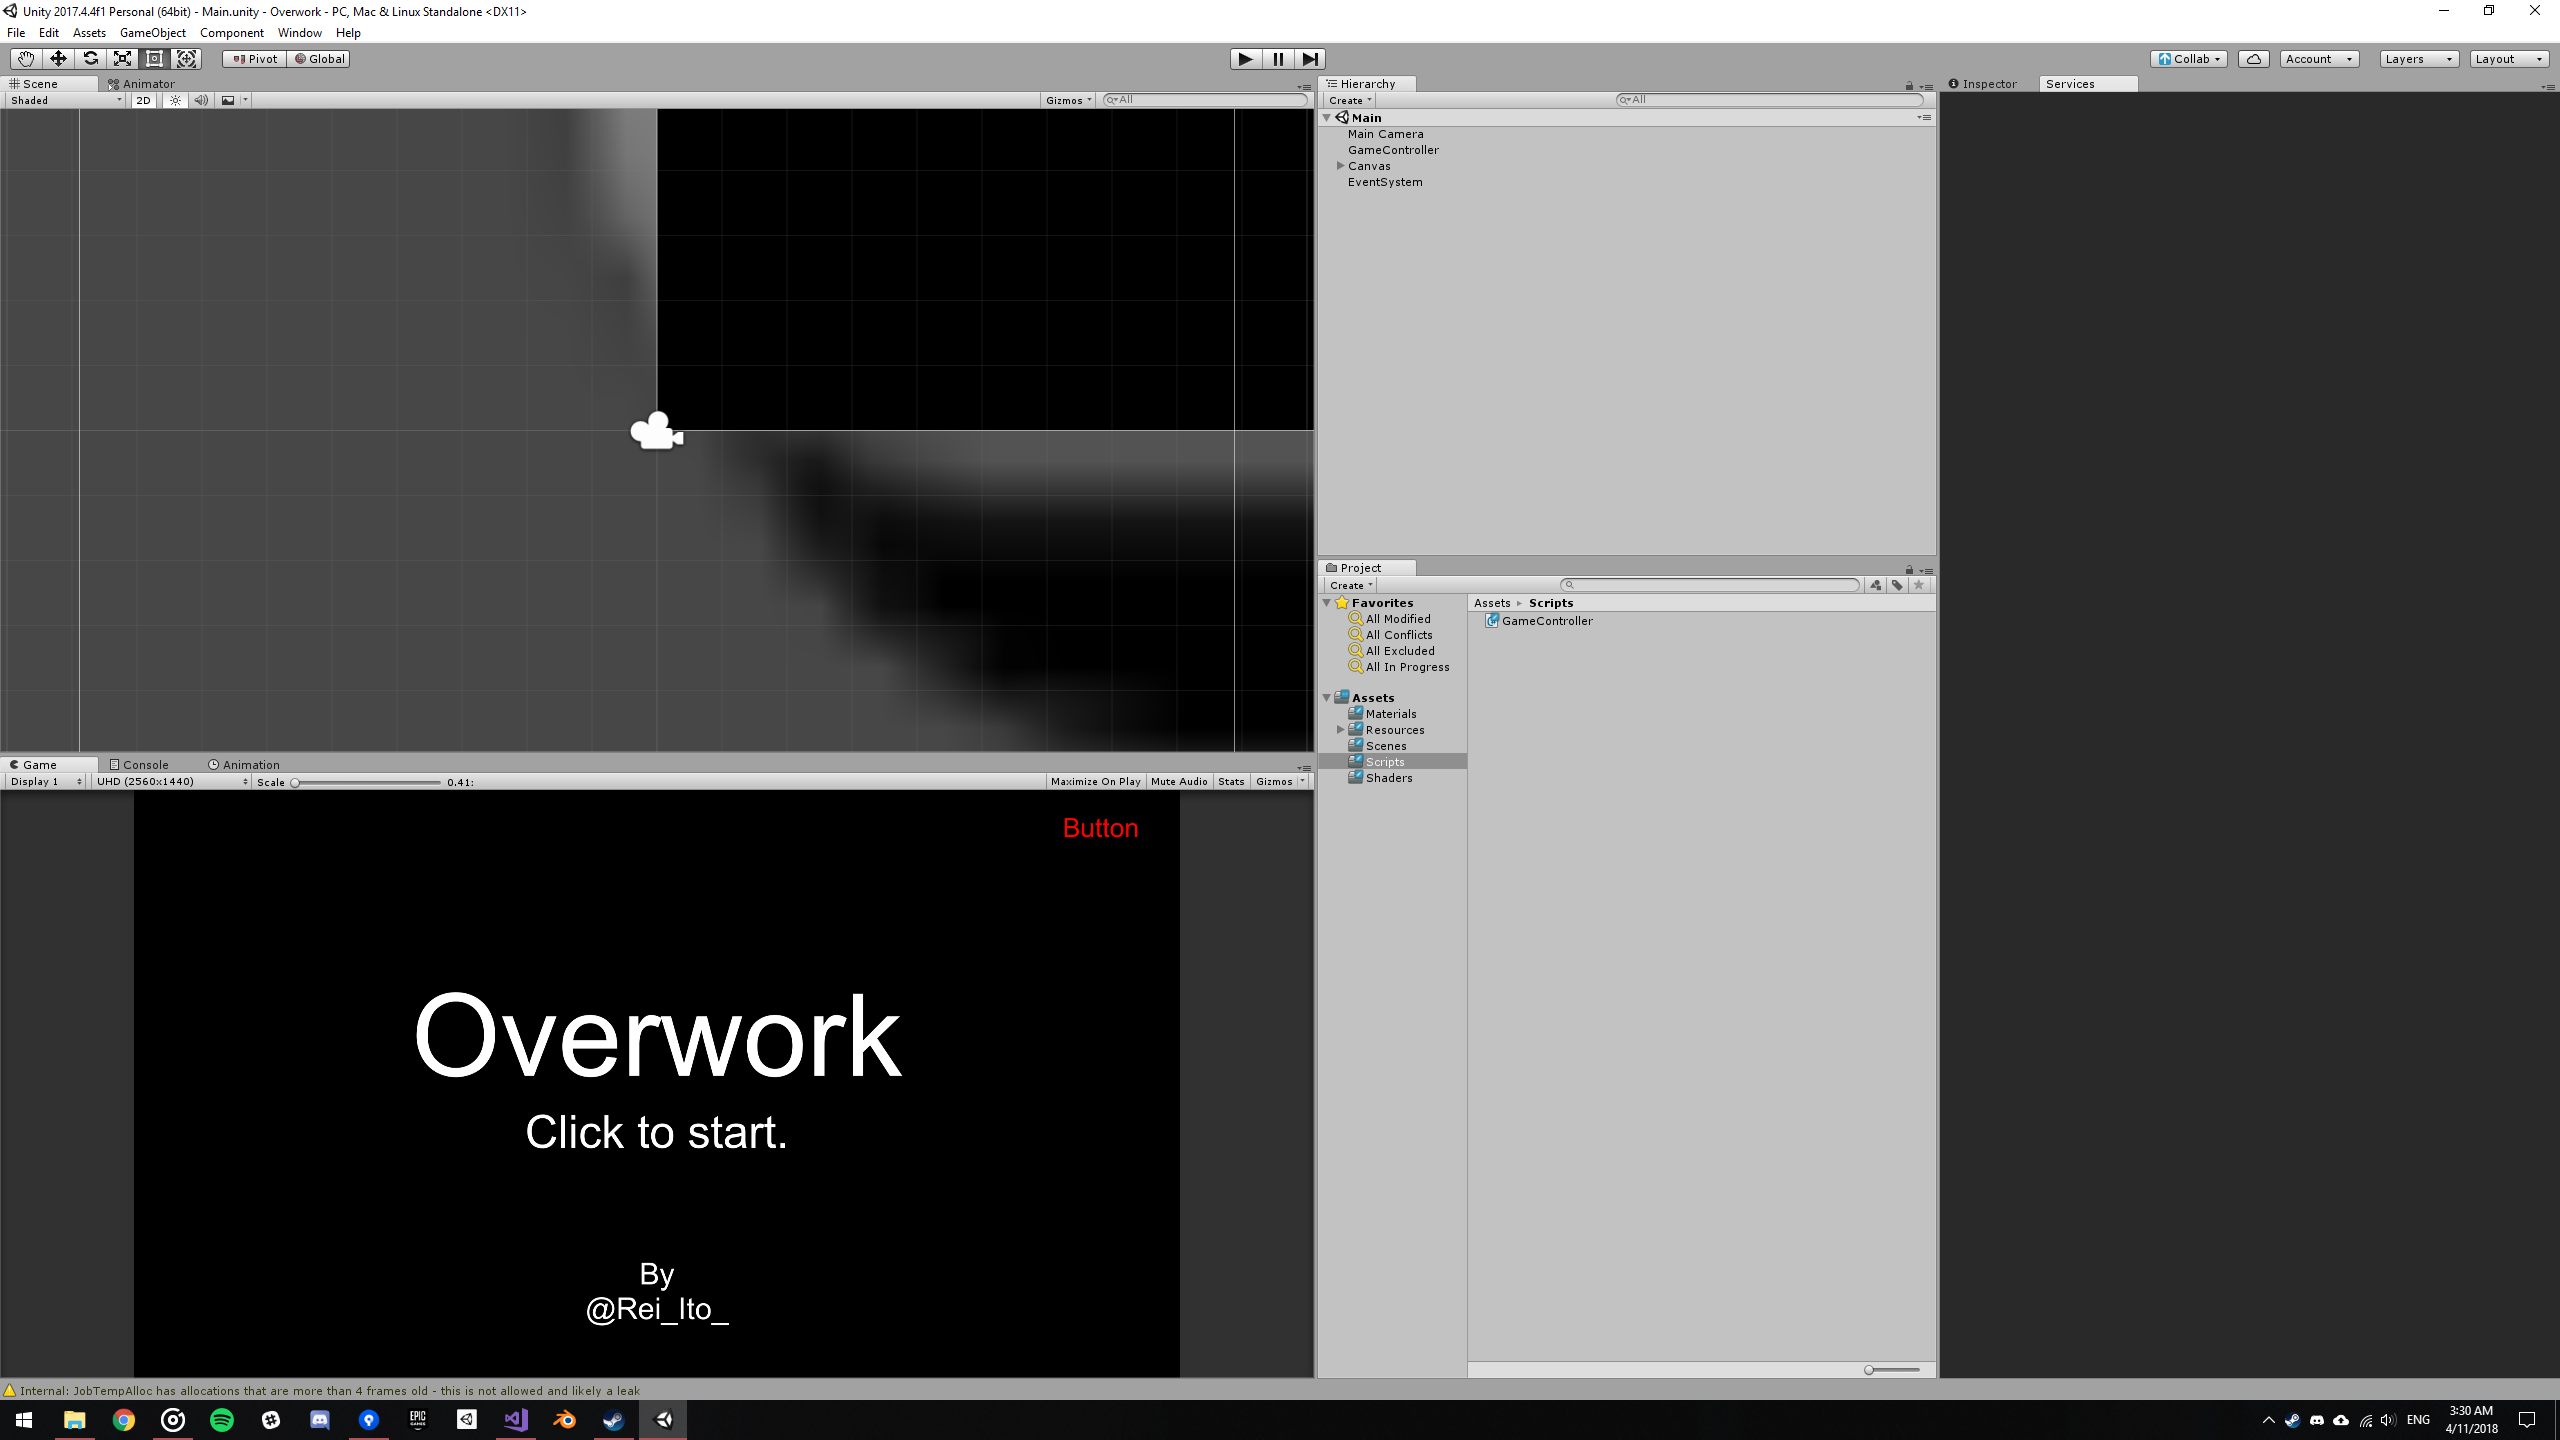 Unity 2017.4.4f1 Personal (64bit) - Main.unity - Overwork - PC, Mac & Linux Standalone <DX11>
File Edit Assets GameObject Component Window Help
Pivot Global
Collab Account Layers Layout
Scene Animator
Shaded 2D Gizmos All
Hierarchy
Create All
Main
Main Camera
GameController
Canvas
EventSystem
Inspector Services
Project
Create
Favorites
All Modified
All Conflicts
All Excluded
All In Progress
Assets
Materials
Resources
Scenes
Scripts
Shaders
Assets Scripts
GameController
Game Console Animation
Display 1 UHD (2560x1440) Scale 0.41: Maximize On Play Mute Audio Stats Gizmos
Button
Overwork
Click to start.
By
@Rei_Ito_
Internal: JobTempAlloc has allocations that are more than 4 frames old - this is not allowed and likely a leak
EPIC
GAMES
ENG
3:30 AM
4/11/2018